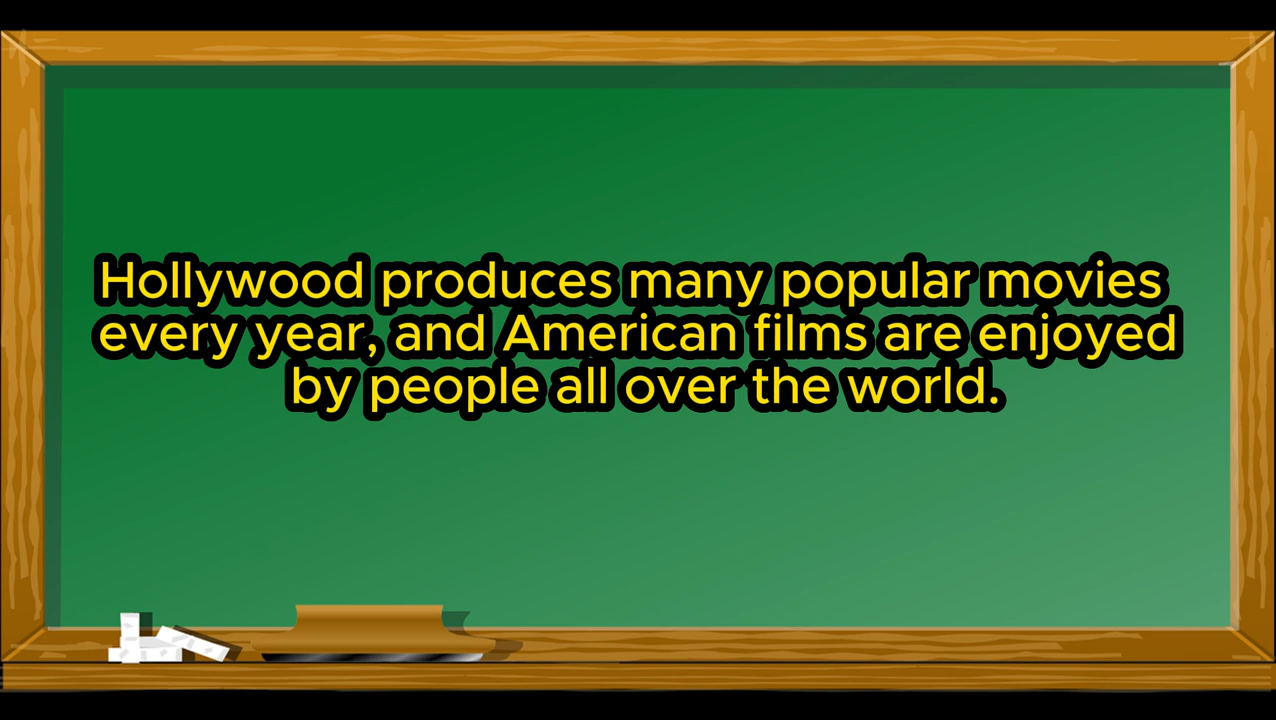 Hollywood produces many popular movies
every year, and American films are enjoyed
by people all over the world.